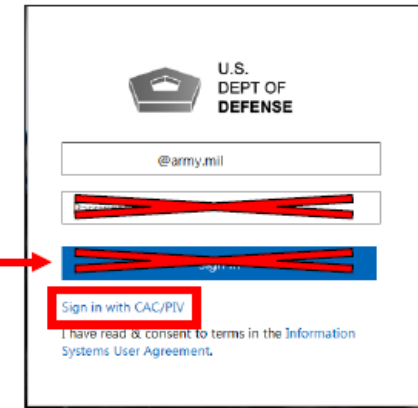 U.S.
DEPT OF
DEFENSE
@army.mil
Sign in with CAC/PIV
I have read & consent to terms in the Information
Systems User Agreement.